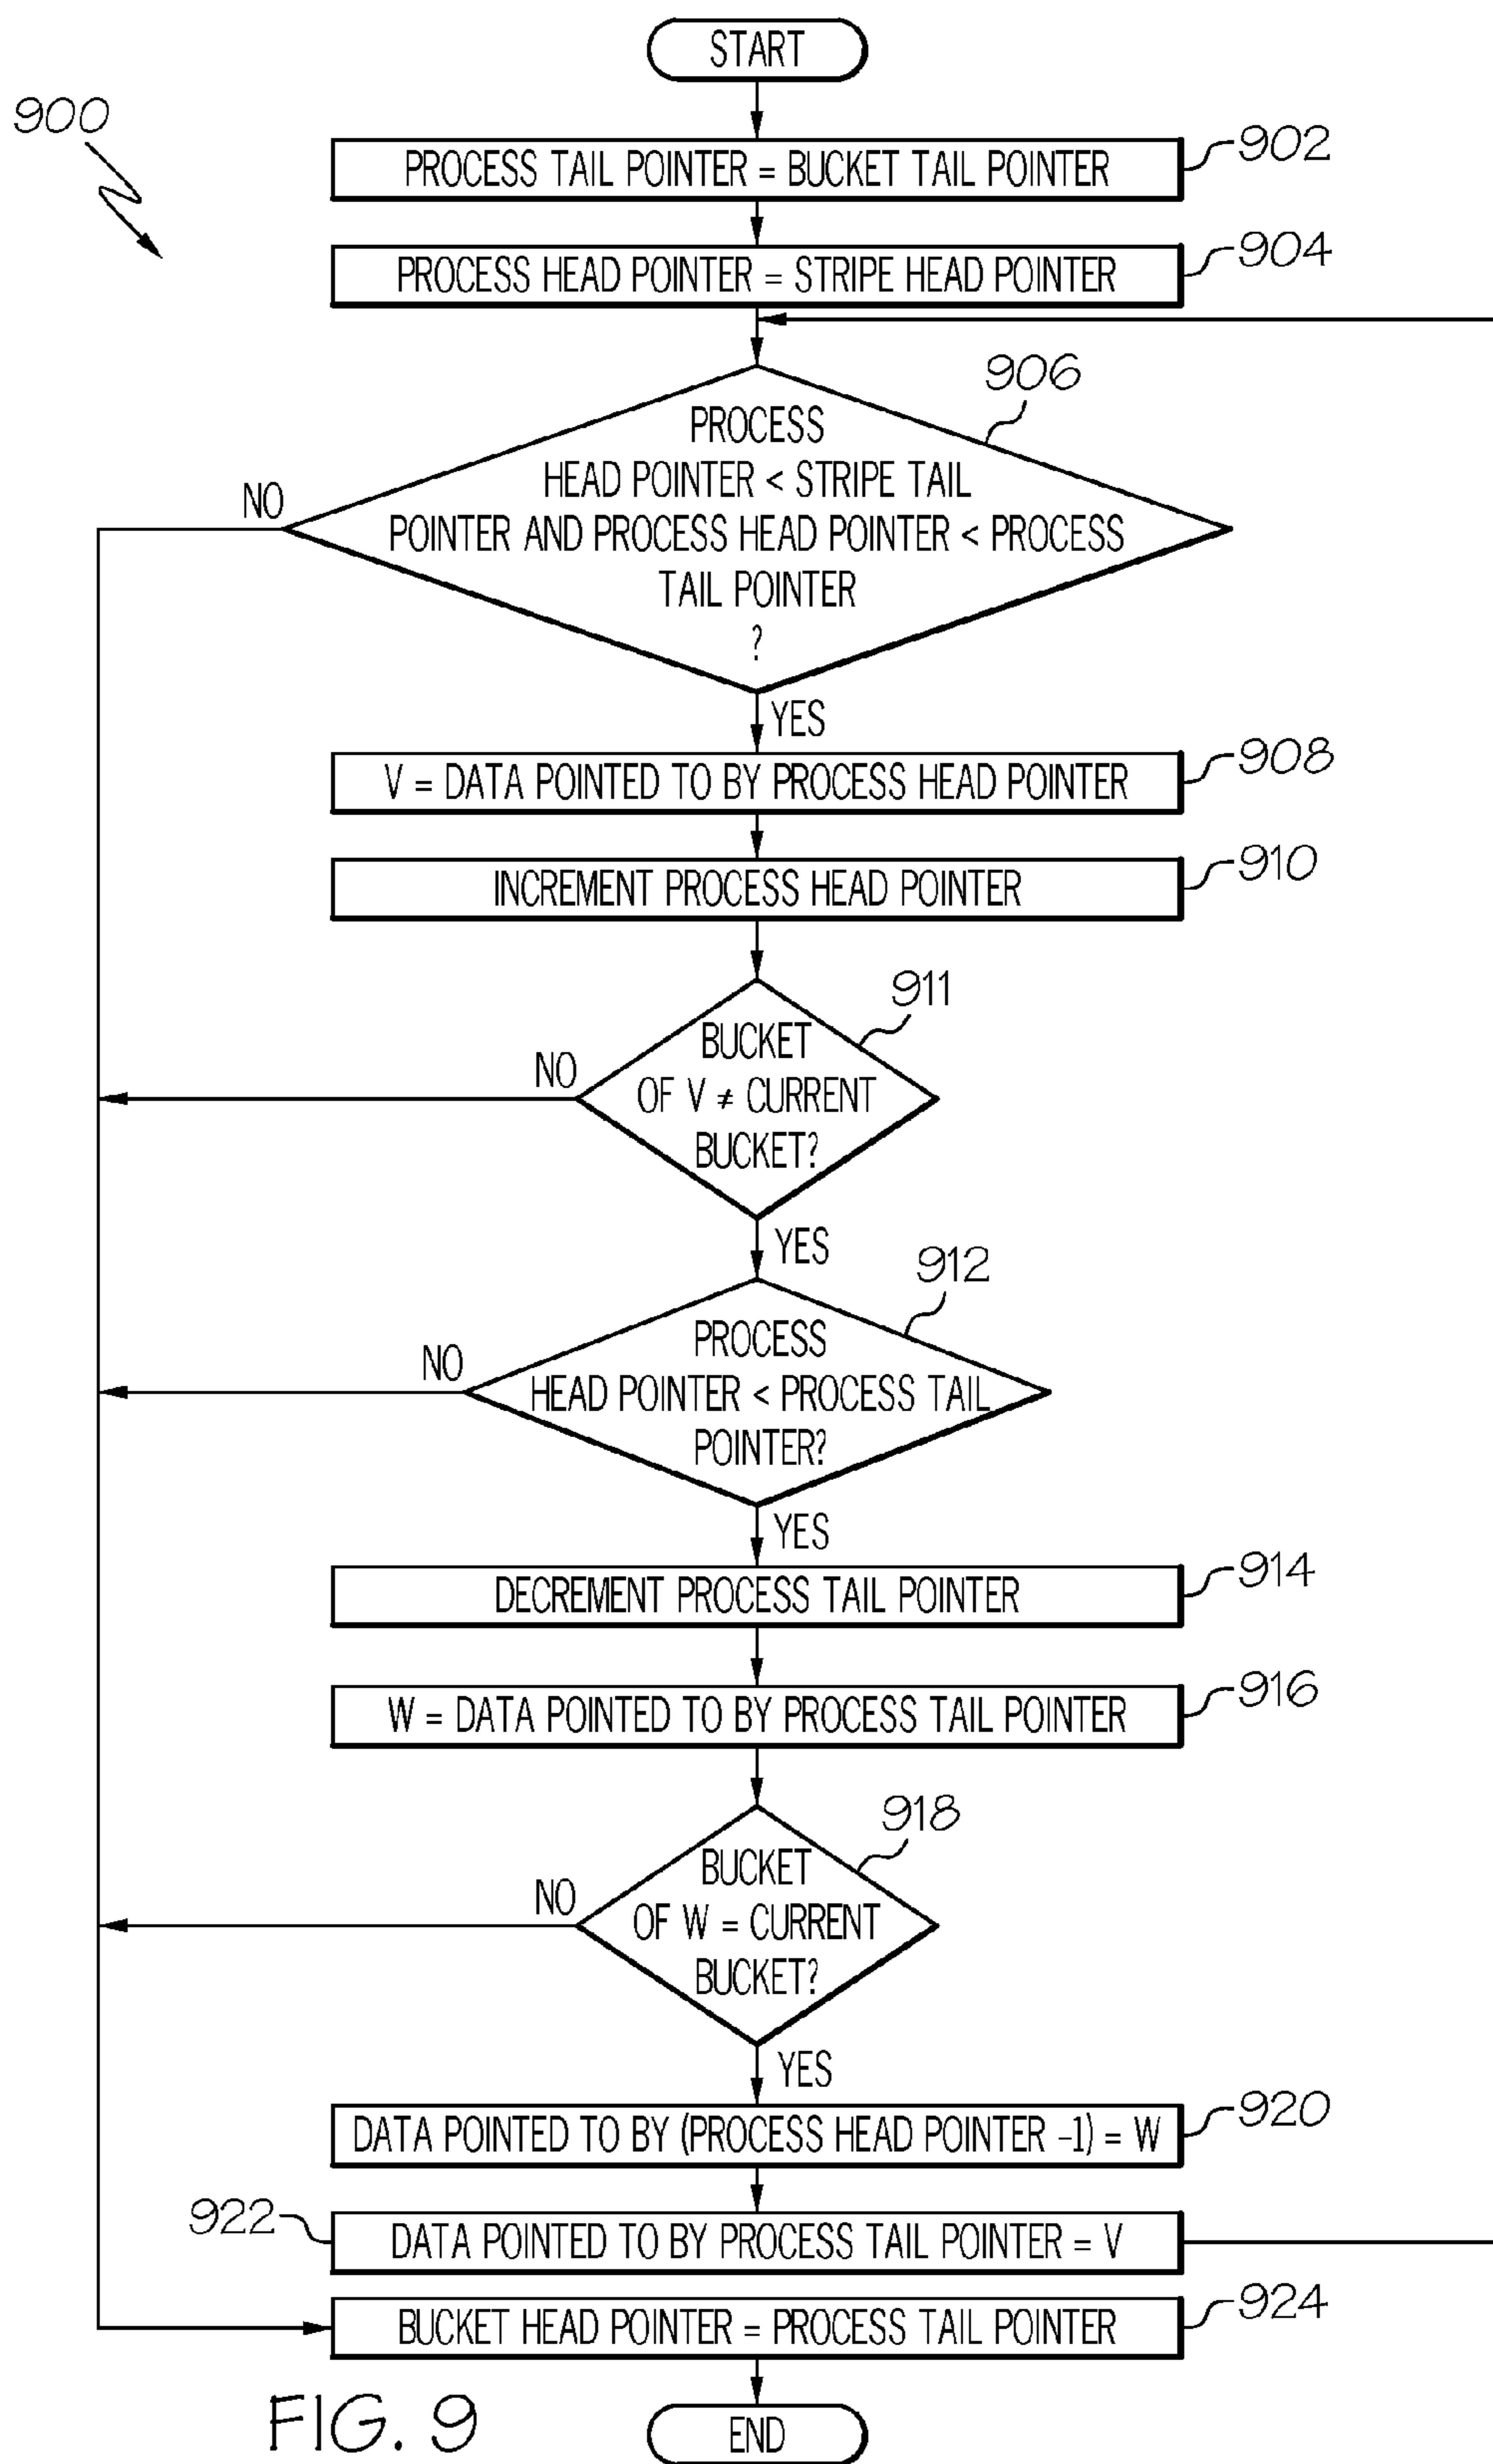 START
900
PROCESS TAIL POINTER = BUCKET TAIL POINTER
902
PROCESS HEAD POINTER = STRIPE HEAD POINTER
904
906
PROCESS
HEAD POINTER < STRIPE TAIL
POINTER AND PROCESS HEAD POINTER < PROCESS
TAIL POINTER
?
NO
YES
V = DATA POINTED TO BY PROCESS HEAD POINTER
908
INCREMENT PROCESS HEAD POINTER
910
911
BUCKET
OF V ≠ CURRENT
BUCKET?
NO
YES
912
PROCESS
HEAD POINTER < PROCESS TAIL
POINTER?
NO
YES
DECREMENT PROCESS TAIL POINTER
914
W = DATA POINTED TO BY PROCESS TAIL POINTER
916
918
BUCKET
OF W = CURRENT
BUCKET?
NO
YES
DATA POINTED TO BY (PROCESS HEAD POINTER -1) = W
920
922
DATA POINTED TO BY PROCESS TAIL POINTER = V
BUCKET HEAD POINTER = PROCESS TAIL POINTER
924
END
FIG. 9